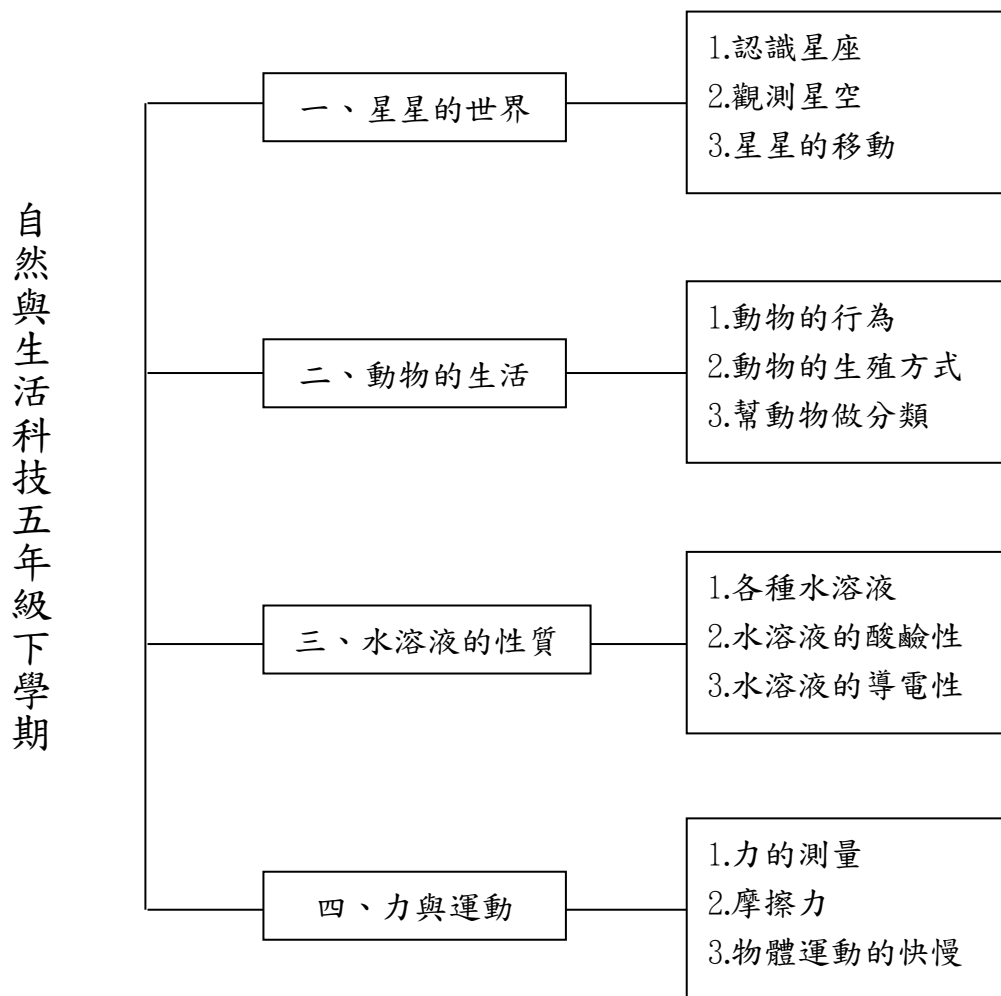 自然與生活科技五年級下學期
一、星星的世界
1.認識星座
2.觀測星空
3.星星的移動
二、動物的生活
1.動物的行為
2.動物的生殖方式
3.幫動物做分類
三、水溶液的性質
1.各種水溶液
2.水溶液的酸鹼性
3.水溶液的導電性
四、力與運動
1.力的測量
2.摩擦力
3.物體運動的快慢